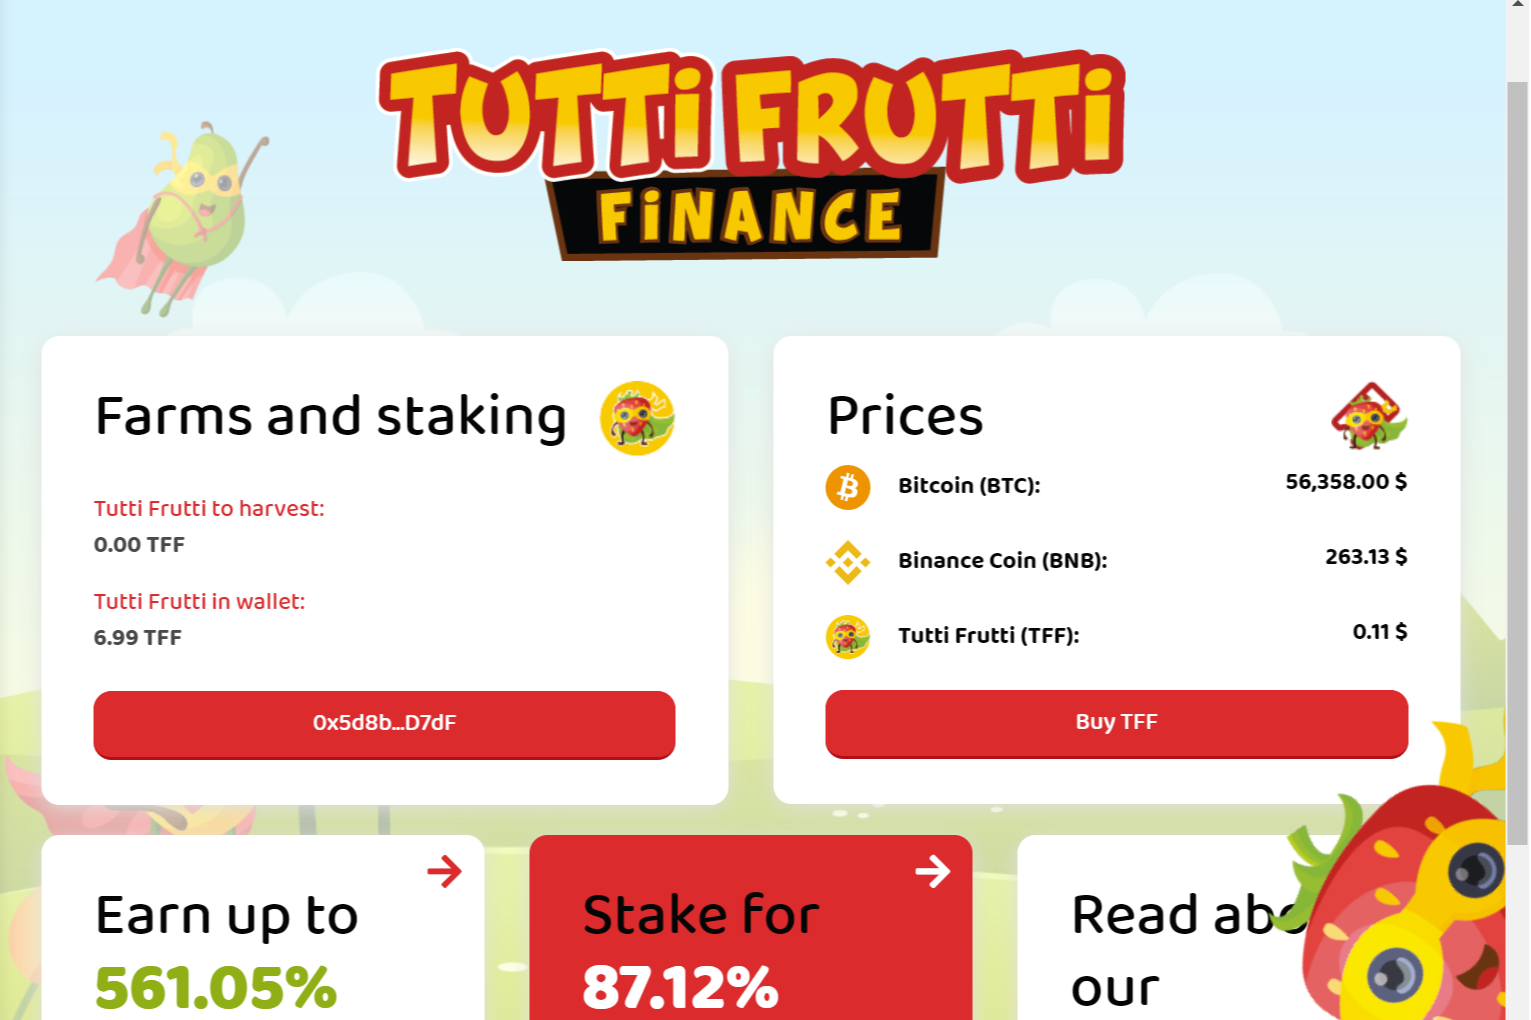 TUTTi FRUTTi
FiNANCE
Farms and staking
Tutti Frutti to harvest:
0.00 TFF
Tutti Frutti in wallet:
6.99 TFF
0x5d8b...D7dF
Prices
Bitcoin (BTC): 56,358.00 $
Binance Coin (BNB): 263.13 $
Tutti Frutti (TFF): 0.11 $
Buy TFF
Earn up to
561.05%
Stake for
87.12%
Read abo
our